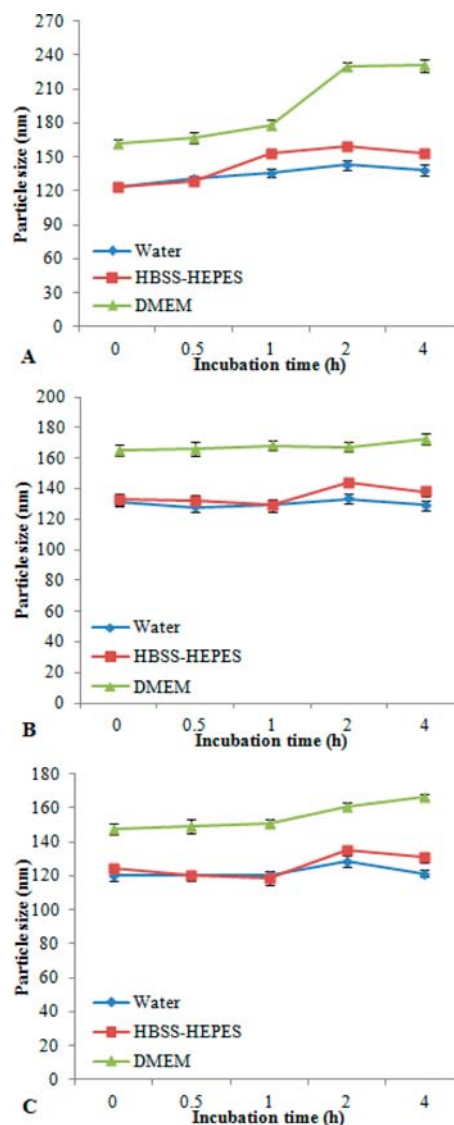 270
240
210
180
150
120
90
60
30
0
Particle size (nm)
Water
HBSS-HEPES
DMEM
0 0.5 1 2 4
A
Incubation time (h)
200
180
160
140
120
100
80
60
40
20
0
Particle size (nm)
Water
HBSS-HEPES
DMEM
0 0.5 1 2 4
B
Incubation time (h)
180
160
140
120
100
80
60
40
20
0
Particle size (nm)
Water
HBSS-HEPES
DMEM
0 0.5 1 2 4
C
Incubation time (h)